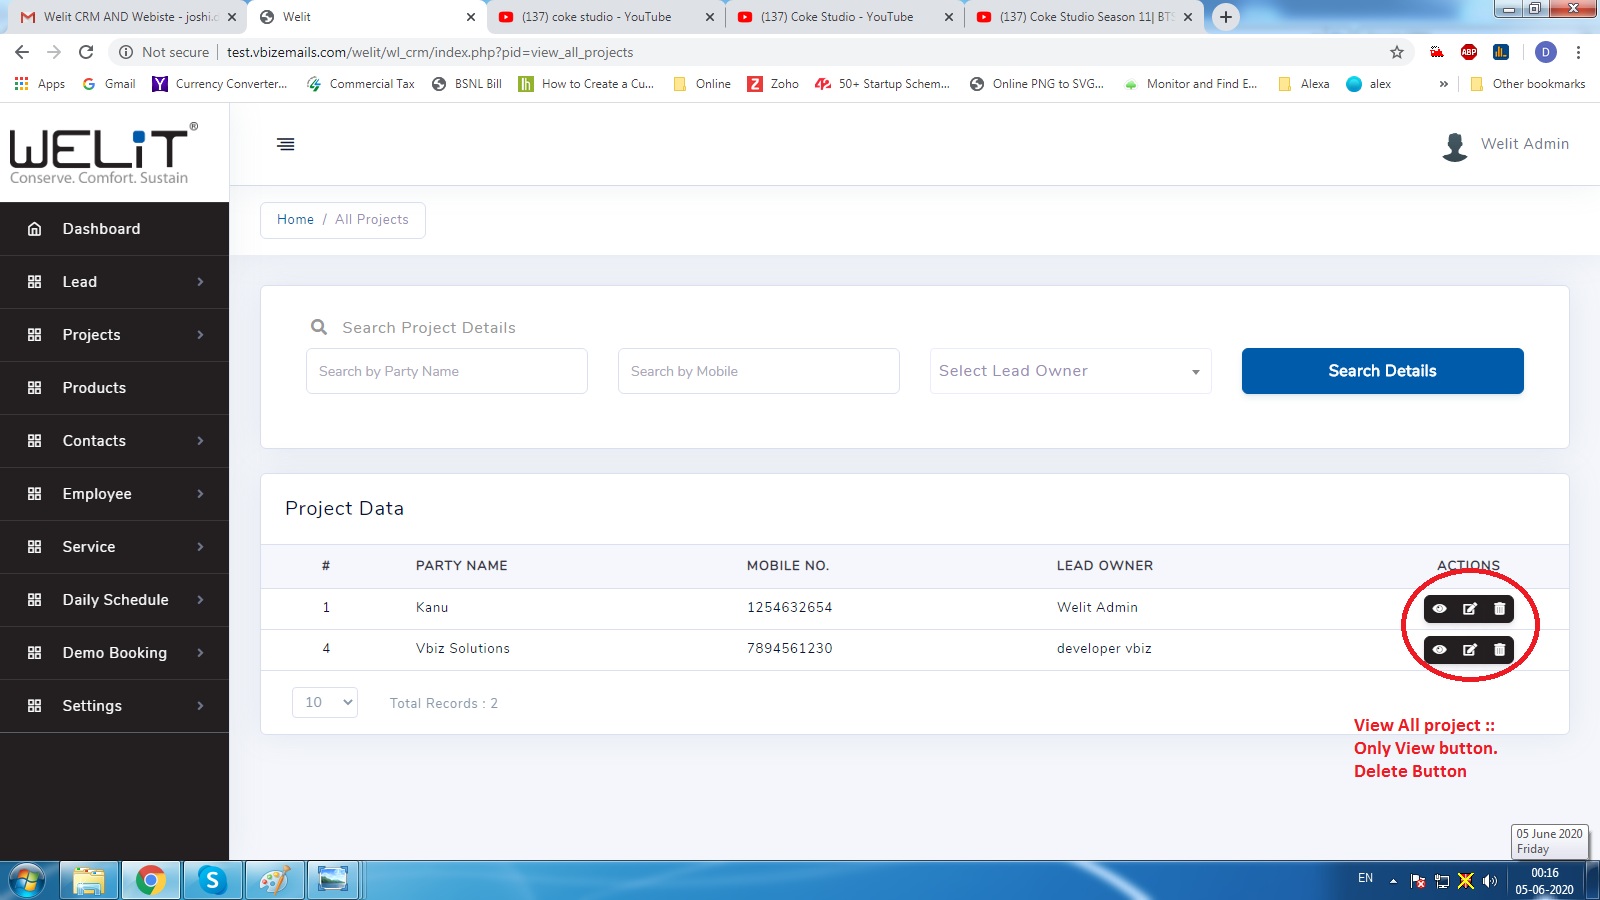 Welit CRM AND Webiste - joshi.c
Welit
(137) coke studio - YouTube
(137) Coke Studio - YouTube
(137) Coke Studio Season 11| BTS
Not secure
test.vbizemails.com/welit/wl_crm/index.php?pid=view_all_projects
ABP
D
Apps
Gmail
Currency Converter...
Commercial Tax
BSNL Bill
How to Create a Cu...
Online
Zoho
50+ Startup Schem...
Online PNG to SVG...
Monitor and Find E...
Alexa
alex
»
Other bookmarks
WELiT®
Conserve. Comfort. Sustain
Welit Admin
Home / All Projects
Dashboard
Lead
Projects
Products
Contacts
Employee
Service
Daily Schedule
Demo Booking
Settings
Search Project Details
Search by Party Name
Search by Mobile
Select Lead Owner
Search Details
Project Data
# PARTY NAME MOBILE NO. LEAD OWNER ACTIONS
1 Kanu 1254632654 Welit Admin
4 Vbiz Solutions 7894561230 developer vbiz
10
Total Records : 2
View All project ::
Only View button.
Delete Button
05 June 2020
Friday
EN
00:16
05-06-2020